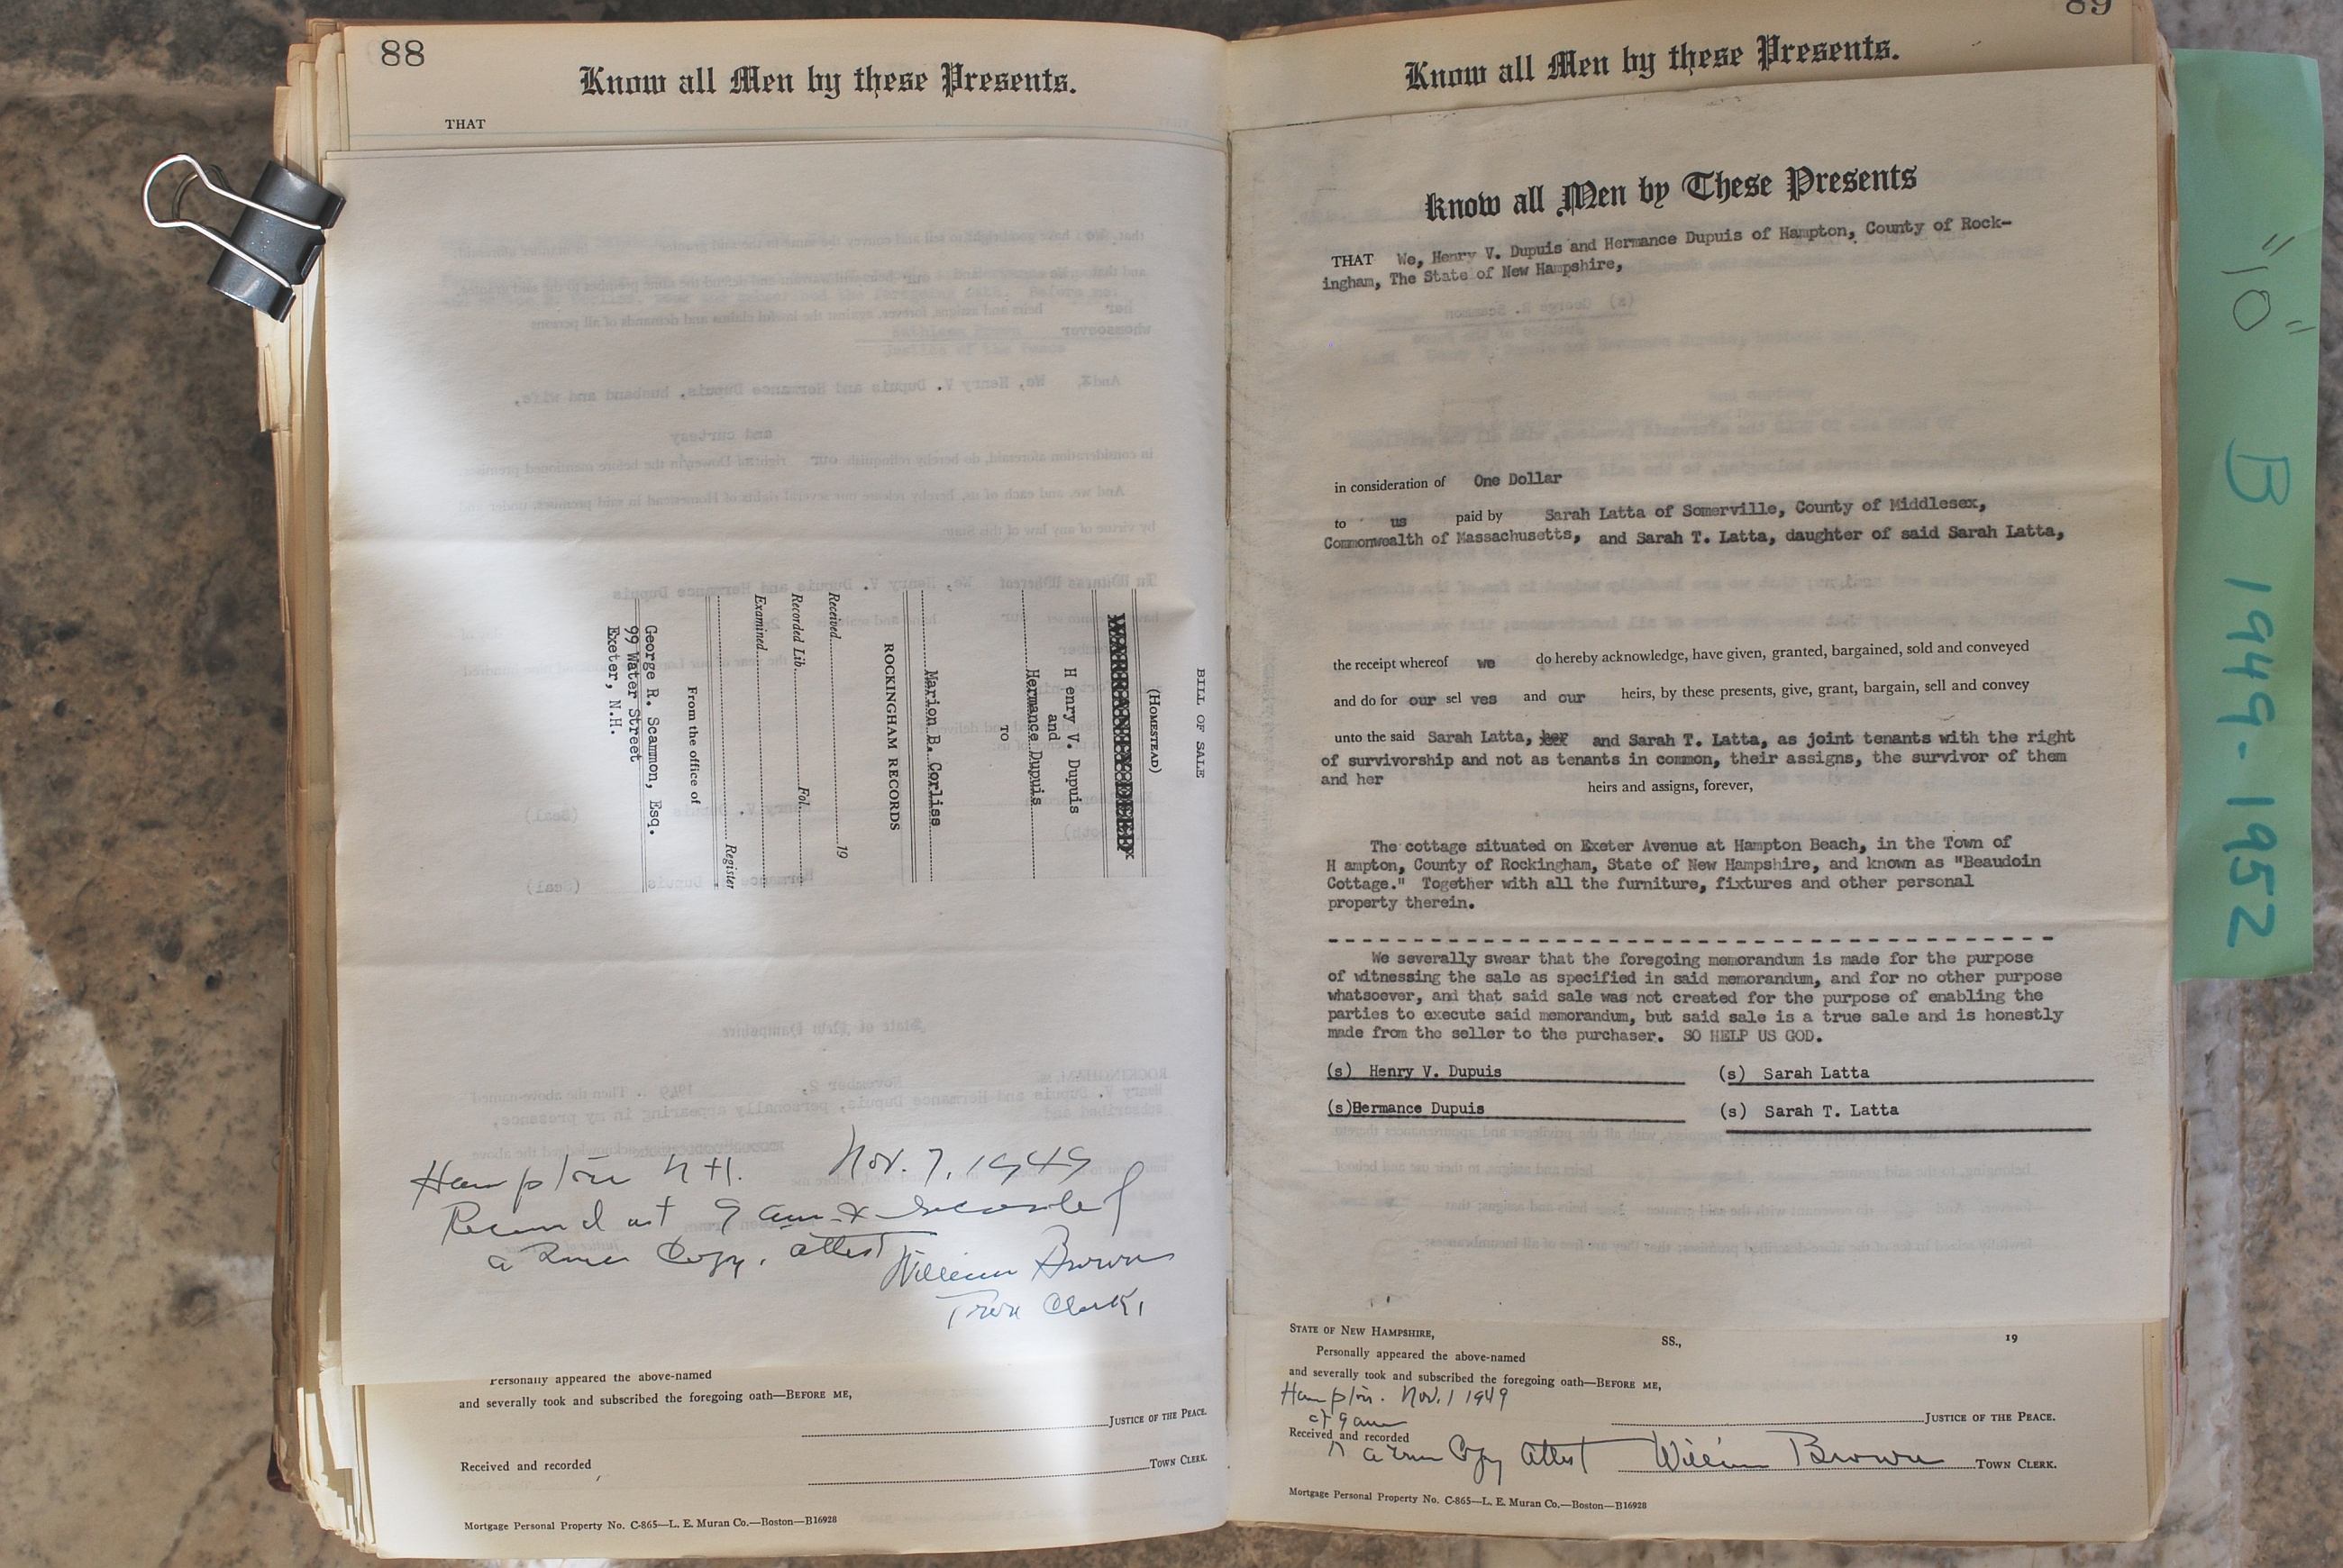 88
Know all Men by these Presents.
THAT
BILL OF SALE
(HOMESTEAD)
Henry V. Dupuis
and
Hermance Dupuis
TO
Marion B. Corliss
ROCKINGHAM RECORDS
Received 19
Recorded Lib. Fol.
Examined
Register
From the office of
George R. Scammon, Esq.
99 Water Street
Exeter, N.H.
Hampton N H. Nov. 7, 1949
Received at 9 am & recorded
a true Copy, attest
William Brown
Town Clerk,
Personally appeared the above-named
and severally took and subscribed the foregoing oath—BEFORE ME,
JUSTICE OF THE PEACE.
Received and recorded
TOWN CLERK.
Mortgage Personal Property No. C-865—L. E. Muran Co.—Boston—B16928
89
Know all Men by these Presents.
Know all Men by These Presents
THAT We, Henry V. Dupuis and Hermance Dupuis of Hampton, County of Rock-
ingham, The State of New Hampshire,
in consideration of One Dollar
to us paid by Sarah Latta of Somerville, County of Middlesex,
Commonwealth of Massachusetts, and Sarah T. Latta, daughter of said Sarah Latta,
the receipt whereof we do hereby acknowledge, have given, granted, bargained, sold and conveyed
and do for our sel ves and our heirs, by these presents, give, grant, bargain, sell and convey
unto the said Sarah Latta, her and Sarah T. Latta, as joint tenants with the right
of survivorship and not as tenants in common, their assigns, the survivor of them
and her heirs and assigns, forever,
The cottage situated on Exeter Avenue at Hampton Beach, in the Town of
H ampton, County of Rockingham, State of New Hampshire, and known as "Beaudoin
Cottage." Together with all the furniture, fixtures and other personal
property therein.
We severally swear that the foregoing memorandum is made for the purpose
of witnessing the sale as specified in said memorandum, and for no other purpose
whatsoever, and that said sale was not created for the purpose of enabling the
parties to execute said memorandum, but said sale is a true sale and is honestly
made from the seller to the purchaser. SO HELP US GOD.
(s) Henry V. Dupuis (s) Sarah Latta
(s)Hermance Dupuis (s) Sarah T. Latta
STATE OF NEW HAMPSHIRE, SS., 19
Personally appeared the above-named
and severally took and subscribed the foregoing oath—BEFORE ME,
Hampton. Nov. 1 1949
at 9 am
JUSTICE OF THE PEACE.
Received and recorded
a true Copy attest William Brown TOWN CLERK.
Mortgage Personal Property No. C-865—L. E. Muran Co.—Boston—B16928
"10" B 1949-1952